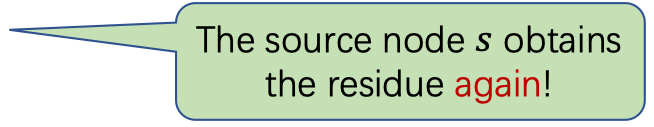 The source node s obtains
the residue again!